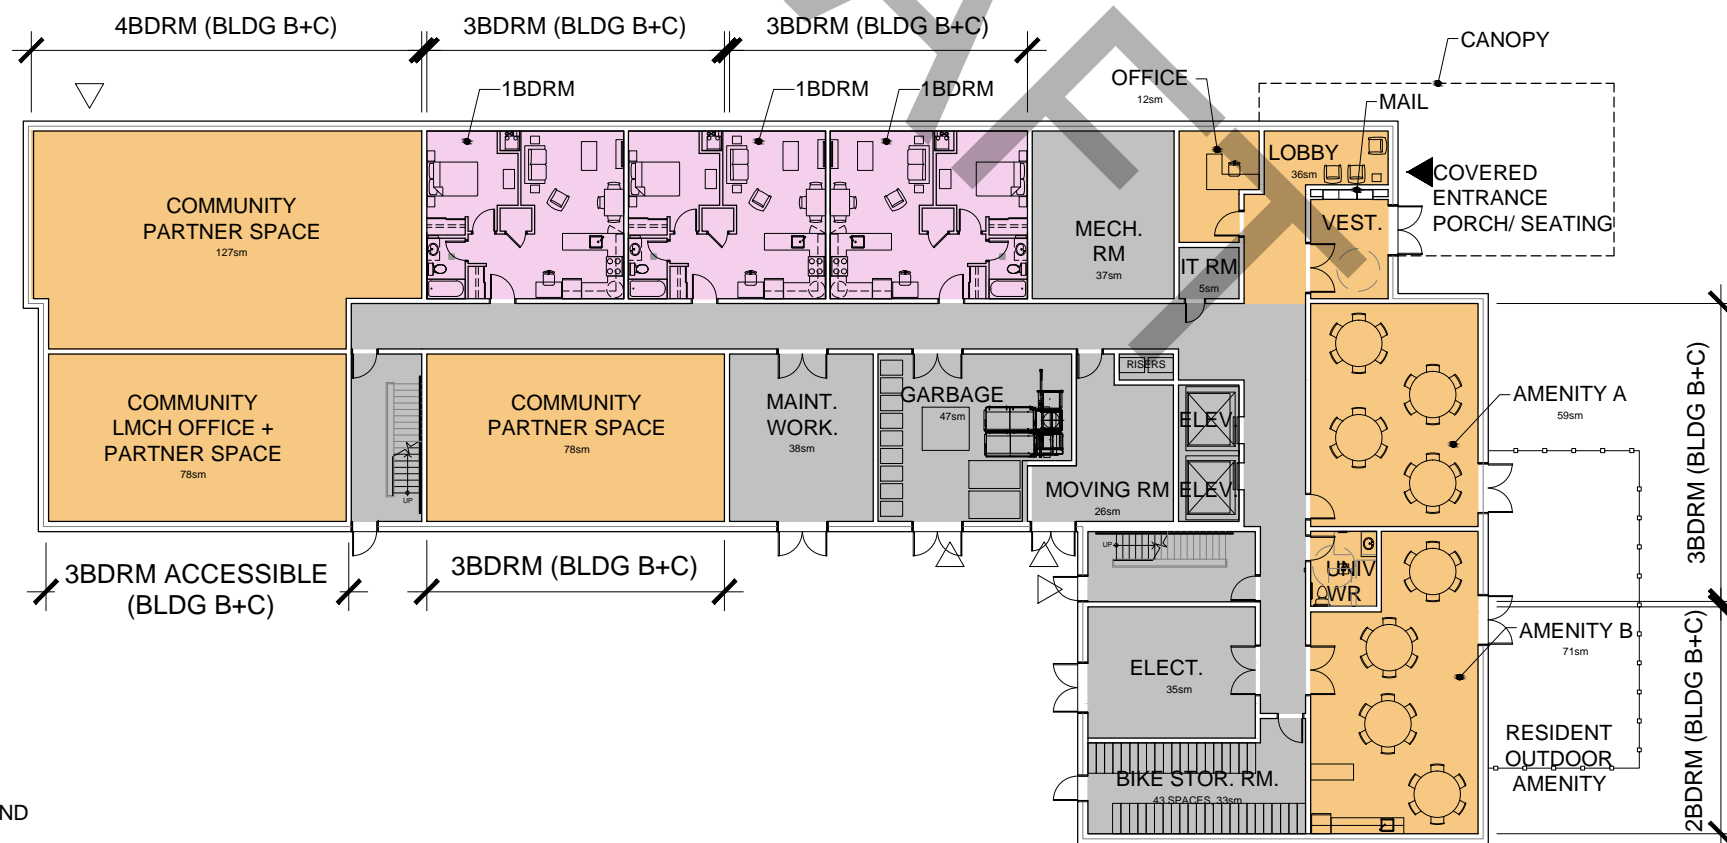 4BDRM (BLDG B+C)
3BDRM (BLDG B+C)
3BDRM (BLDG B+C)
CANOPY
1BDRM
1BDRM
1BDRM
OFFICE
12sm
MAIL
LOBBY
36sm
COVERED
ENTRANCE
PORCH/ SEATING
COMMUNITY
PARTNER SPACE
127sm
MECH.
RM
37sm
VEST.
IT RM
5sm
RISERS
COMMUNITY
LMCH OFFICE +
PARTNER SPACE
78sm
UP
COMMUNITY
PARTNER SPACE
78sm
MAINT.
WORK.
38sm
GARBAGE
47sm
ELEV.
ELEV.
MOVING RM
26sm
AMENITY A
59sm
3BDRM (BLDG B+C)
3BDRM ACCESSIBLE
(BLDG B+C)
3BDRM (BLDG B+C)
UP
UNIV
WR
AMENITY B
71sm
ELECT.
35sm
2BDRM (BLDG B+C)
RESIDENT
OUTDOOR
AMENITY
BIKE STOR. RM.
43 SPACES, 33sm
ND